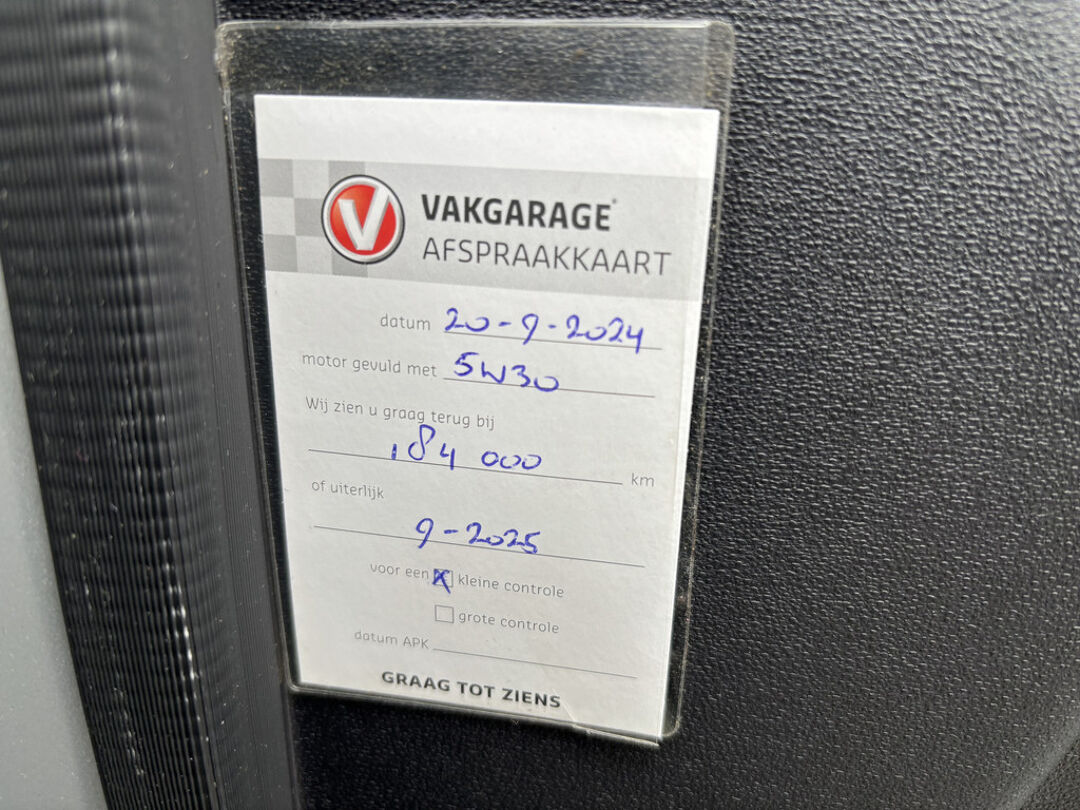 V
VAKGARAGE®
AFSPRAAKKAART
datum 20-9-2024
motor gevuld met 5W30
Wij zien u graag terug bij
184 000 km
of uiterlijk
9-2025
voor een kleine controle
grote controle
datum APK
GRAAG TOT ZIENS